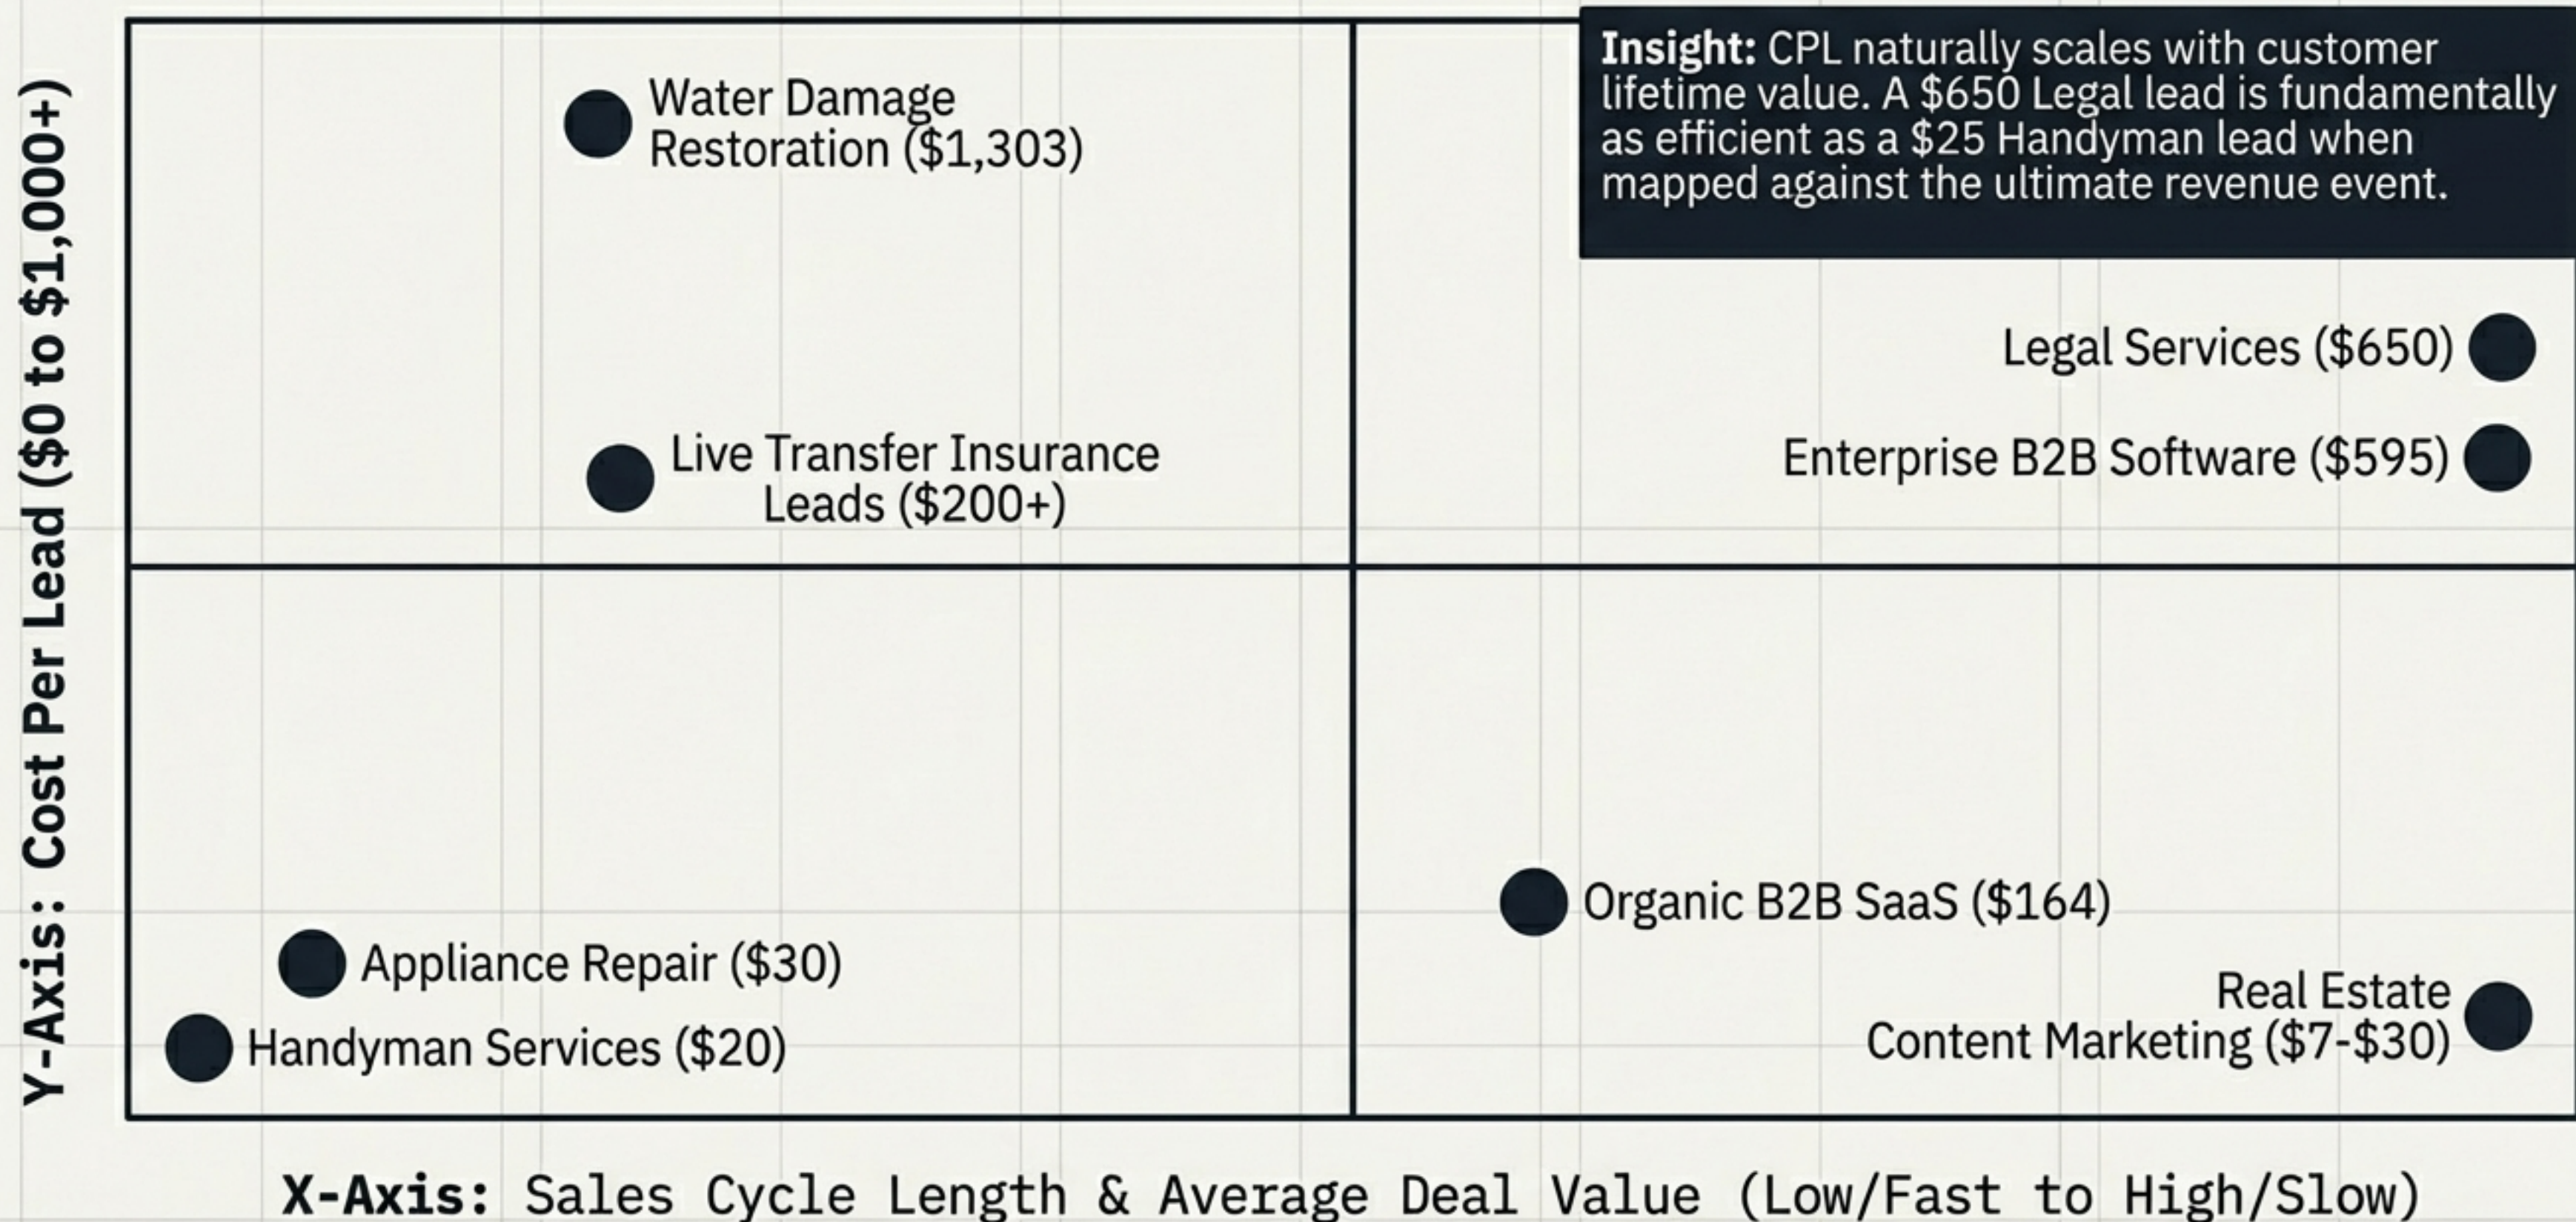 Y-Axis: Cost Per Lead ($0 to $1,000+)
Water Damage
Restoration ($1,303)
Live Transfer Insurance
Leads ($200+)
Insight: CPL naturally scales with customer
lifetime value. A $650 Legal lead is fundamentally
as efficient as a $25 Handyman lead when
mapped against the ultimate revenue event.
Legal Services ($650)
Enterprise B2B Software ($595)
Appliance Repair ($30)
Handyman Services ($20)
Organic B2B SaaS ($164)
Real Estate
Content Marketing ($7-$30)
X-Axis: Sales Cycle Length & Average Deal Value (Low/Fast to High/Slow)